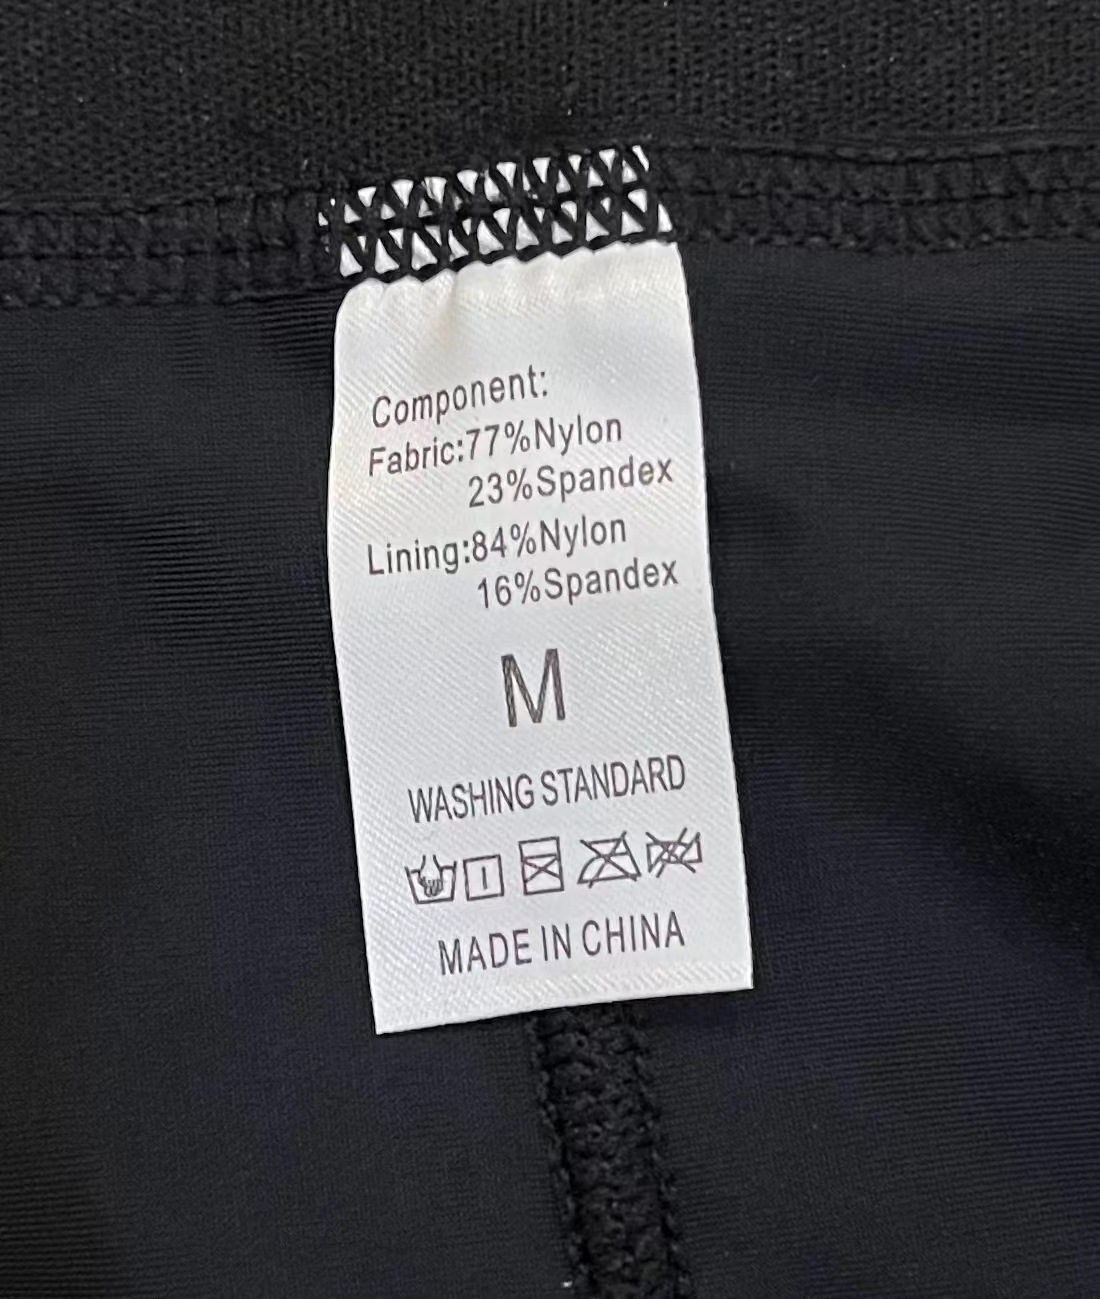 Component:
Fabric:77%Nylon
23%Spandex
Lining:84%Nylon
16%Spandex
M
WASHING STANDARD
MADE IN CHINA